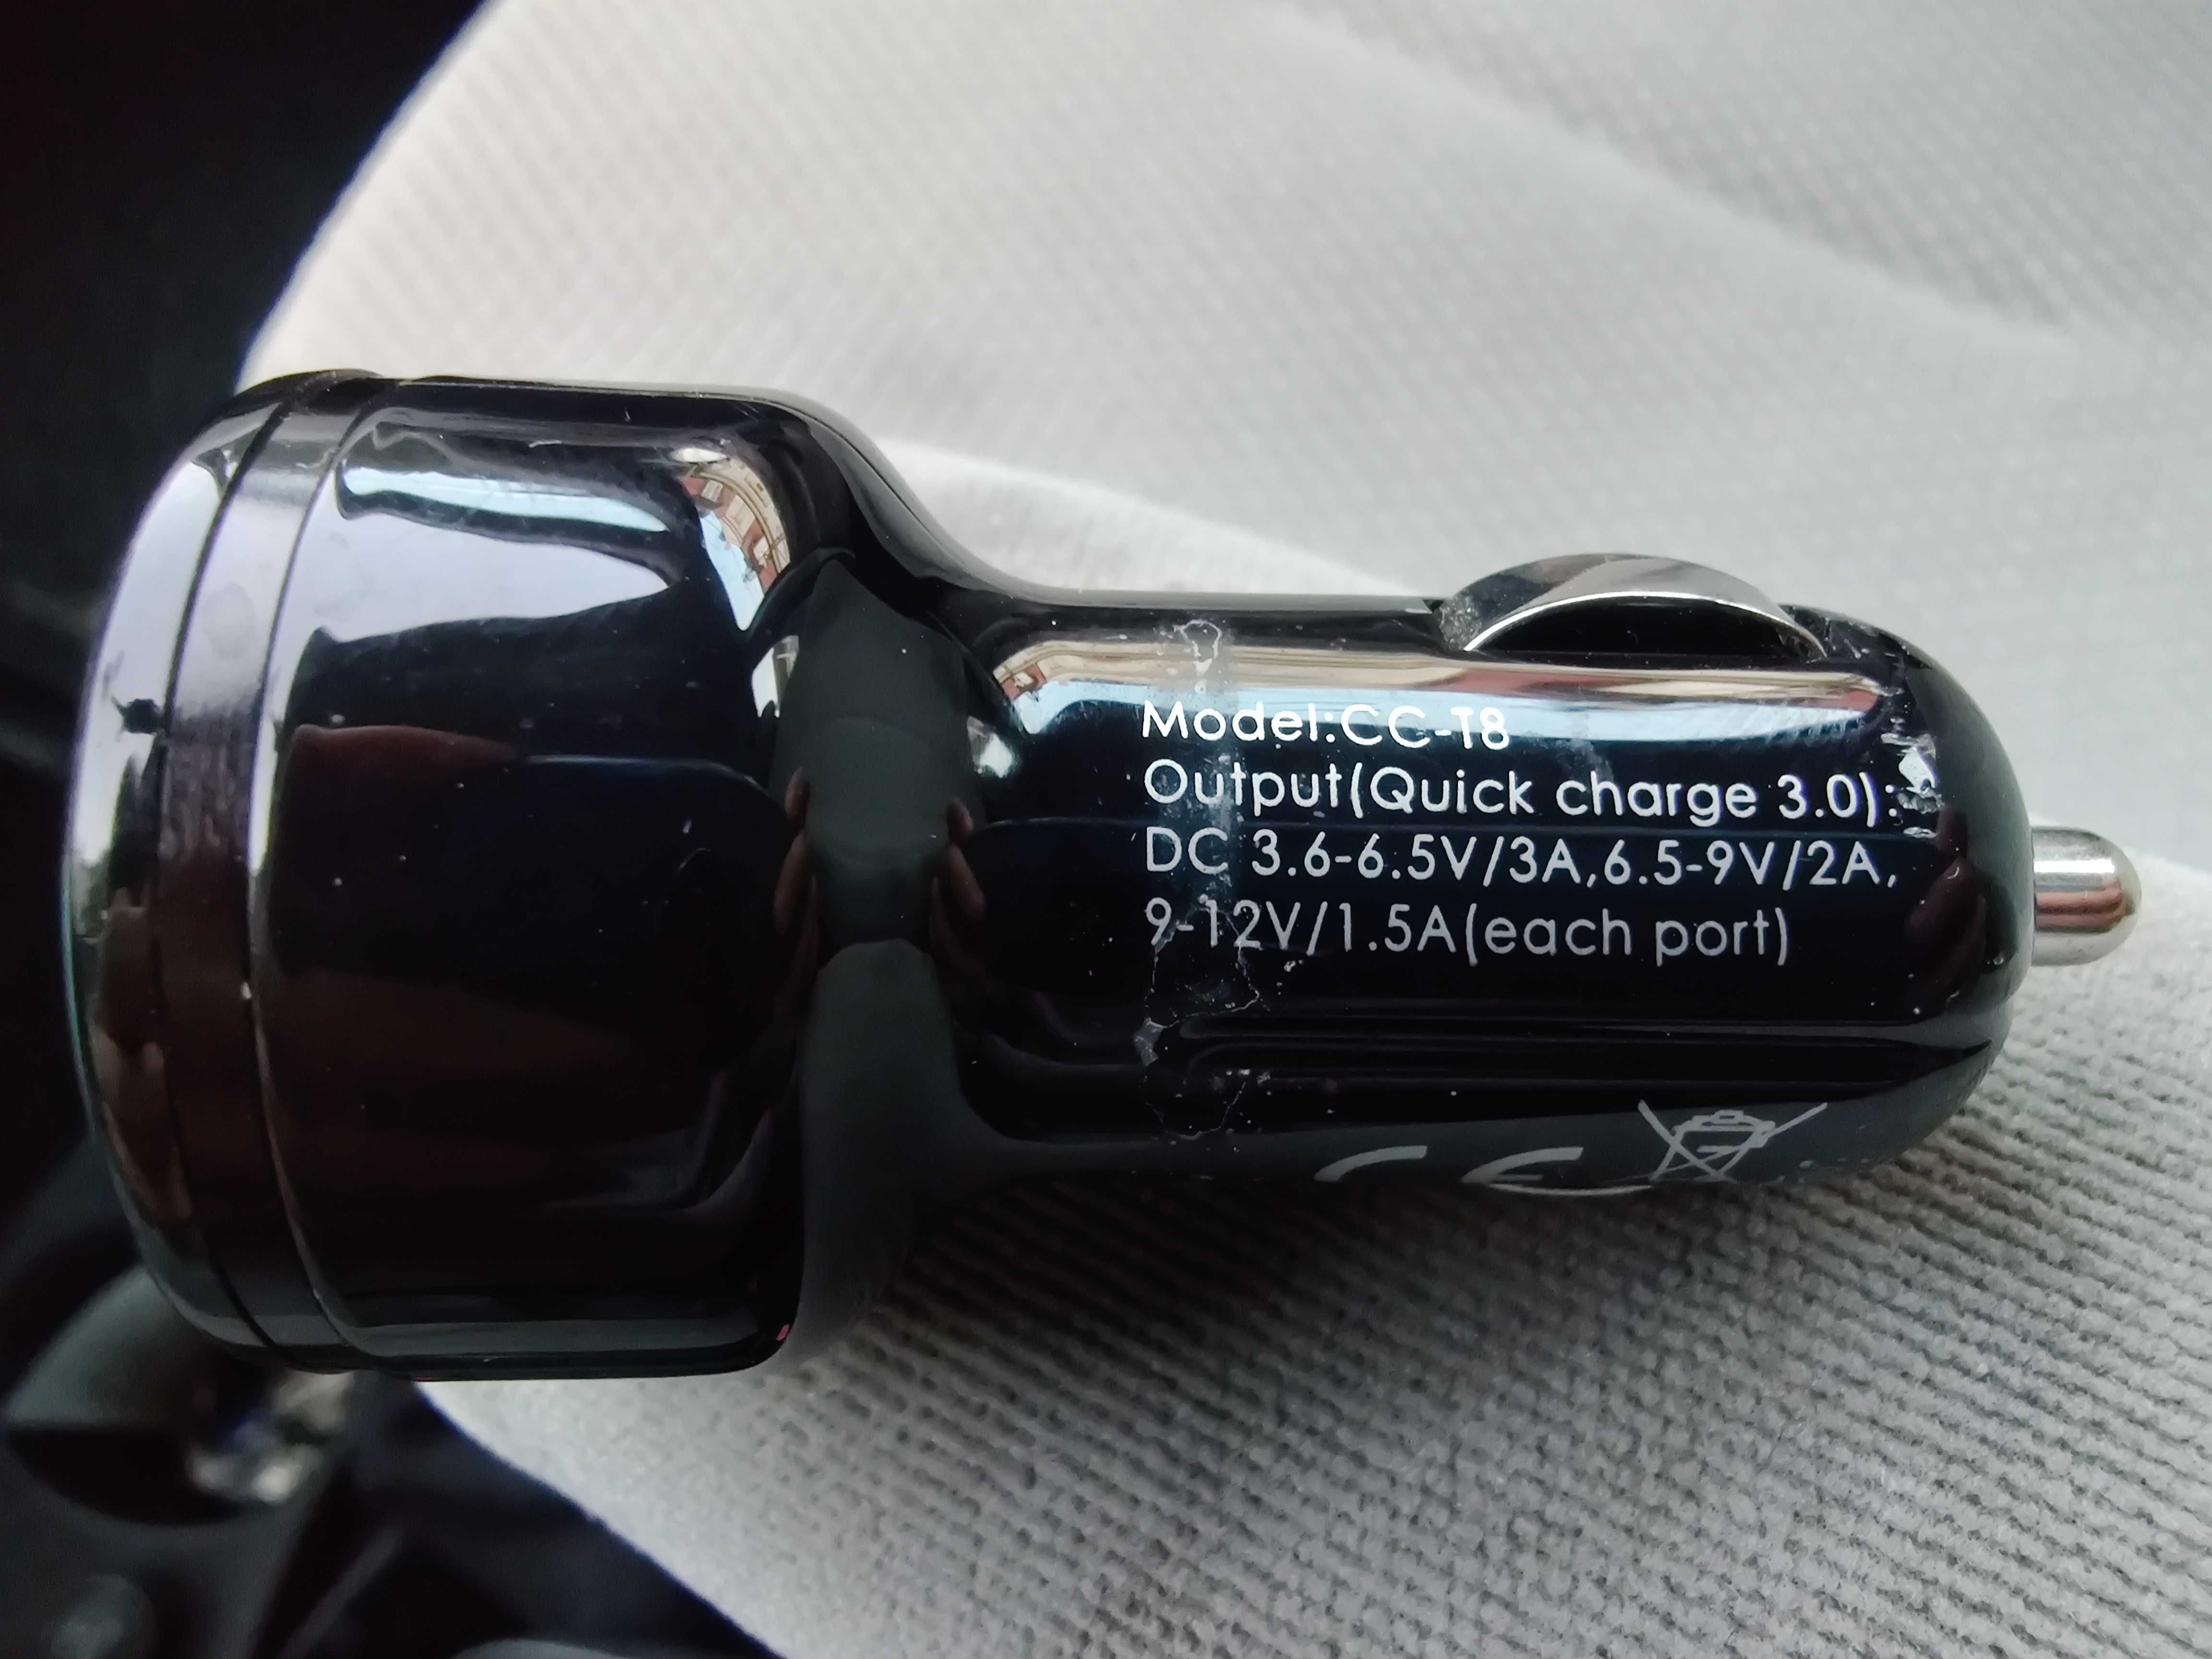 Model:CC-T8
Output(Quick charge 3.0):
DC 3.6-6.5V/3A,6.5-9V/2A,
9-12V/1.5A(each port)
CE